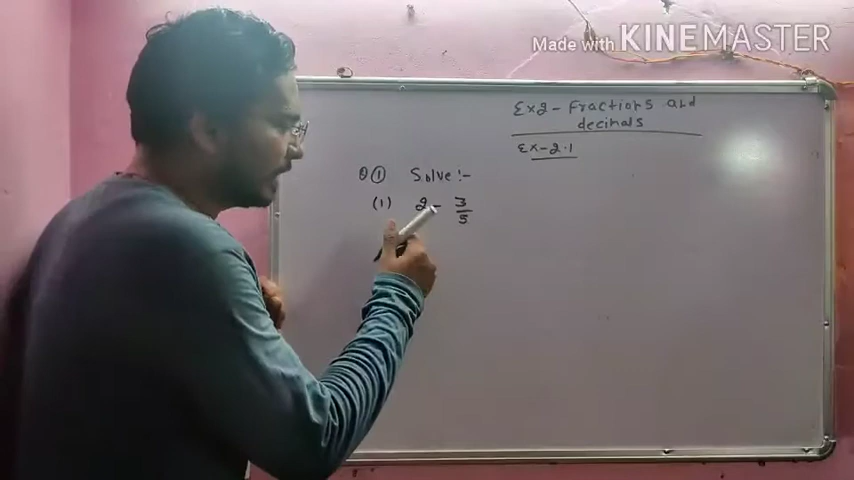 Made with KINEMASTER
Ex2 - Fractions and
decimals
Ex-2.1
Q① Solve :-
(1) 2 - 3/5